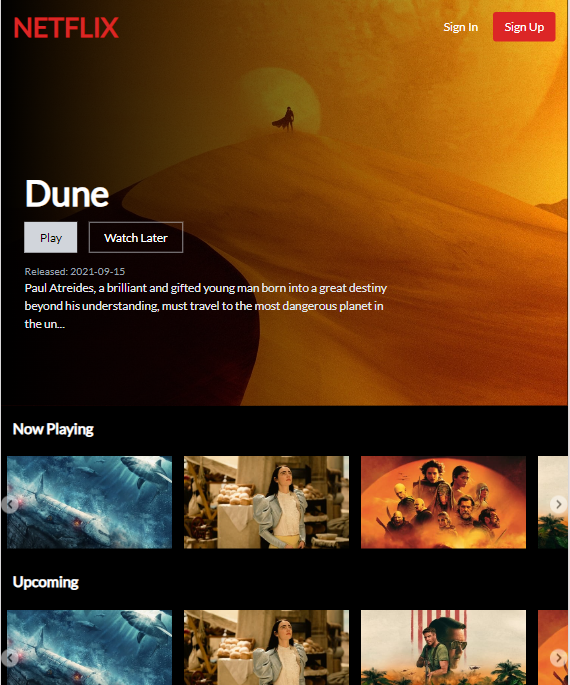 NETFLIX
Sign In
Sign Up
Dune
Play
Watch Later
Released: 2021-09-15
Paul Atreides, a brilliant and gifted young man born into a great destiny
beyond his understanding, must travel to the most dangerous planet in
the un...
Now Playing
Upcoming